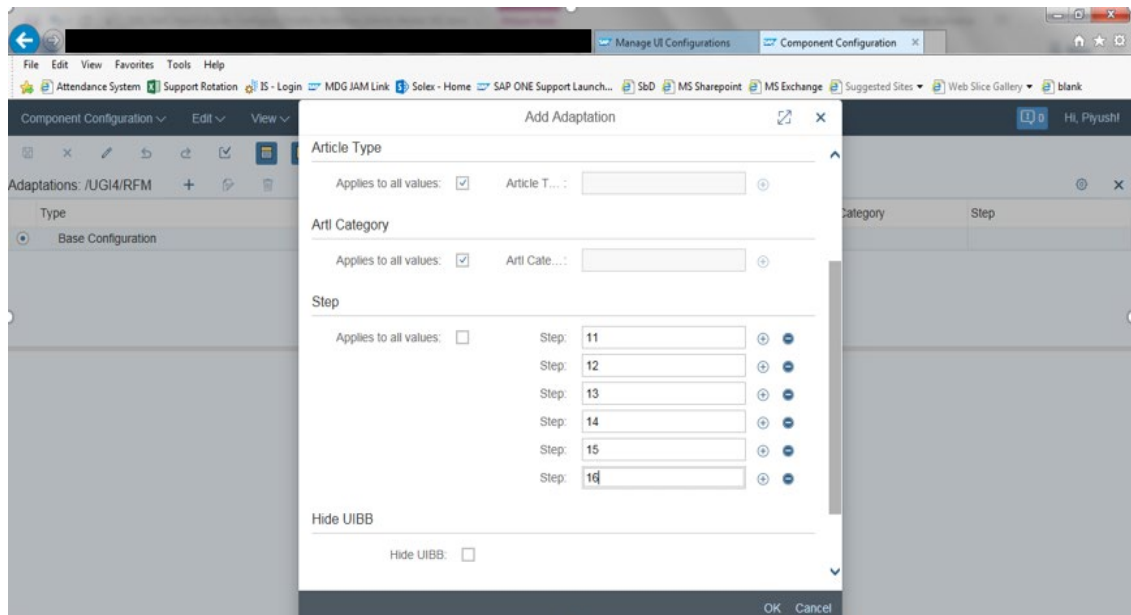 Manage UI Configurations
Component Configuration
File Edit View Favorites Tools Help
Attendance System Support Rotation IS - Login MDG JAM Link Solex - Home SAP ONE Support Launch... SbD MS Sharepoint MS Exchange Suggested Sites Web Slice Gallery blank
Component Configuration Edit View Add Adaptation 0 Hi, Piyush!
Article Type
Applies to all values: Article T... :
Adaptations: /UGI4/RFM
Type Category Step
Artl Category
Base Configuration
Applies to all values: Artl Cate...:
Step
Applies to all values: Step: 11
Step: 12
Step: 13
Step: 14
Step: 15
Step: 16
Hide UIBB
Hide UIBB:
OK Cancel